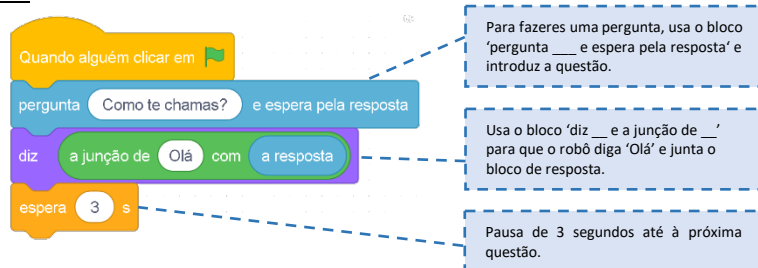 Quando alguém clicar em
pergunta Como te chamas? e espera pela resposta
diz a junção de Olá com a resposta
espera 3 s
Para fazeres uma pergunta, usa o bloco
‘pergunta ___ e espera pela resposta‘ e
introduz a questão.
Usa o bloco ‘diz __ e a junção de __’
para que o robô diga ‘Olá’ e junta o
bloco de resposta.
Pausa de 3 segundos até à próxima
questão.